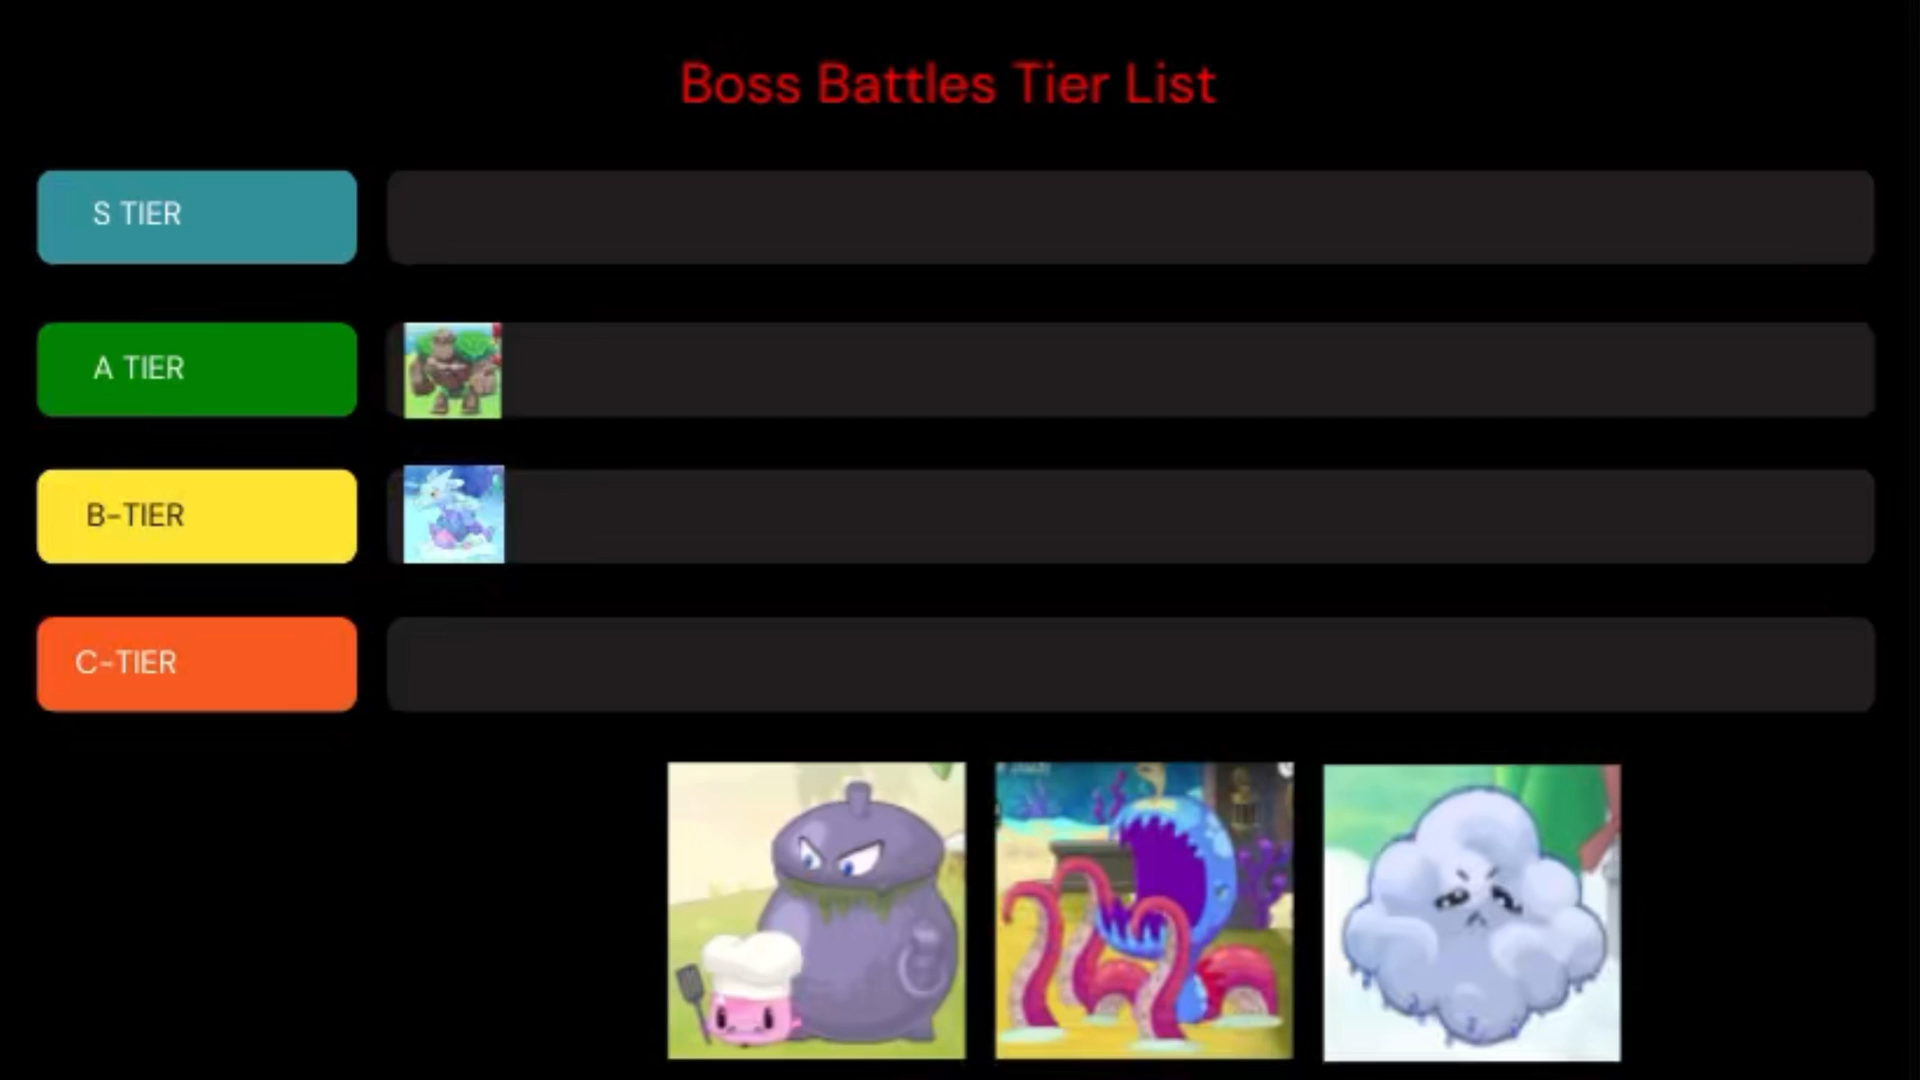 Boss Battles Tier List
S TIER
A TIER
B-TIER
C-TIER